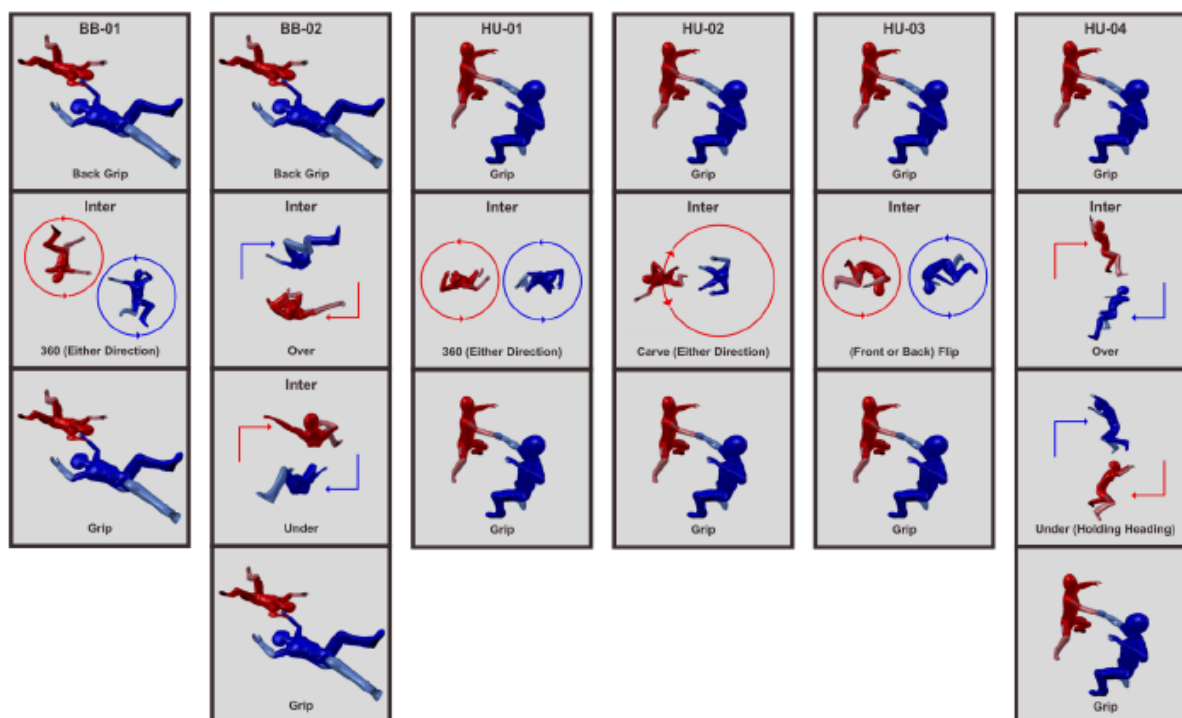 BB-01
Back Grip
Inter
360 (Either Direction)
Grip
BB-02
Back Grip
Inter
Over
Inter
Under
Grip
HU-01
Grip
Inter
360 (Either Direction)
Grip
HU-02
Grip
Inter
Carve (Either Direction)
Grip
HU-03
Grip
Inter
(Front or Back) Flip
Grip
HU-04
Grip
Inter
Over
Under (Holding Heading)
Grip